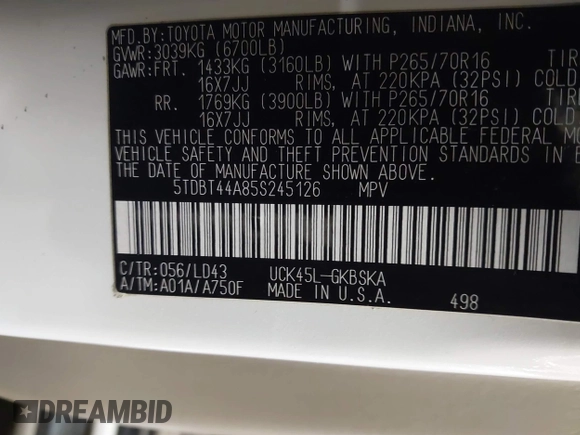 MFD.BY:TOYOTA MOTOR MANUFACTURING, INDIANA, INC.
GVWR:3039KG (6700LB)
GAWR:FRT. 1433KG (3160LB) WITH P265/70R16 TI
16X7JJ RIMS, AT 220KPA (32PSI) COLD
RR. 1769KG (3900LB) WITH P265/70R16 TI
16X7JJ RIMS, AT 220KPA (32PSI) COLD
THIS VEHICLE CONFORMS TO ALL APPLICABLE FEDERAL MO
VEHICLE SAFETY AND THEFT PREVENTION STANDARDS IN E
THE DATE OF MANUFACTURE SHOWN ABOVE.
5TDBT44A85S245126 MPV
C/TR:056/LD43 UCK45L-GKBSKA
A/TM:A01A/A750F MADE IN U.S.A. 498
DREAMBID